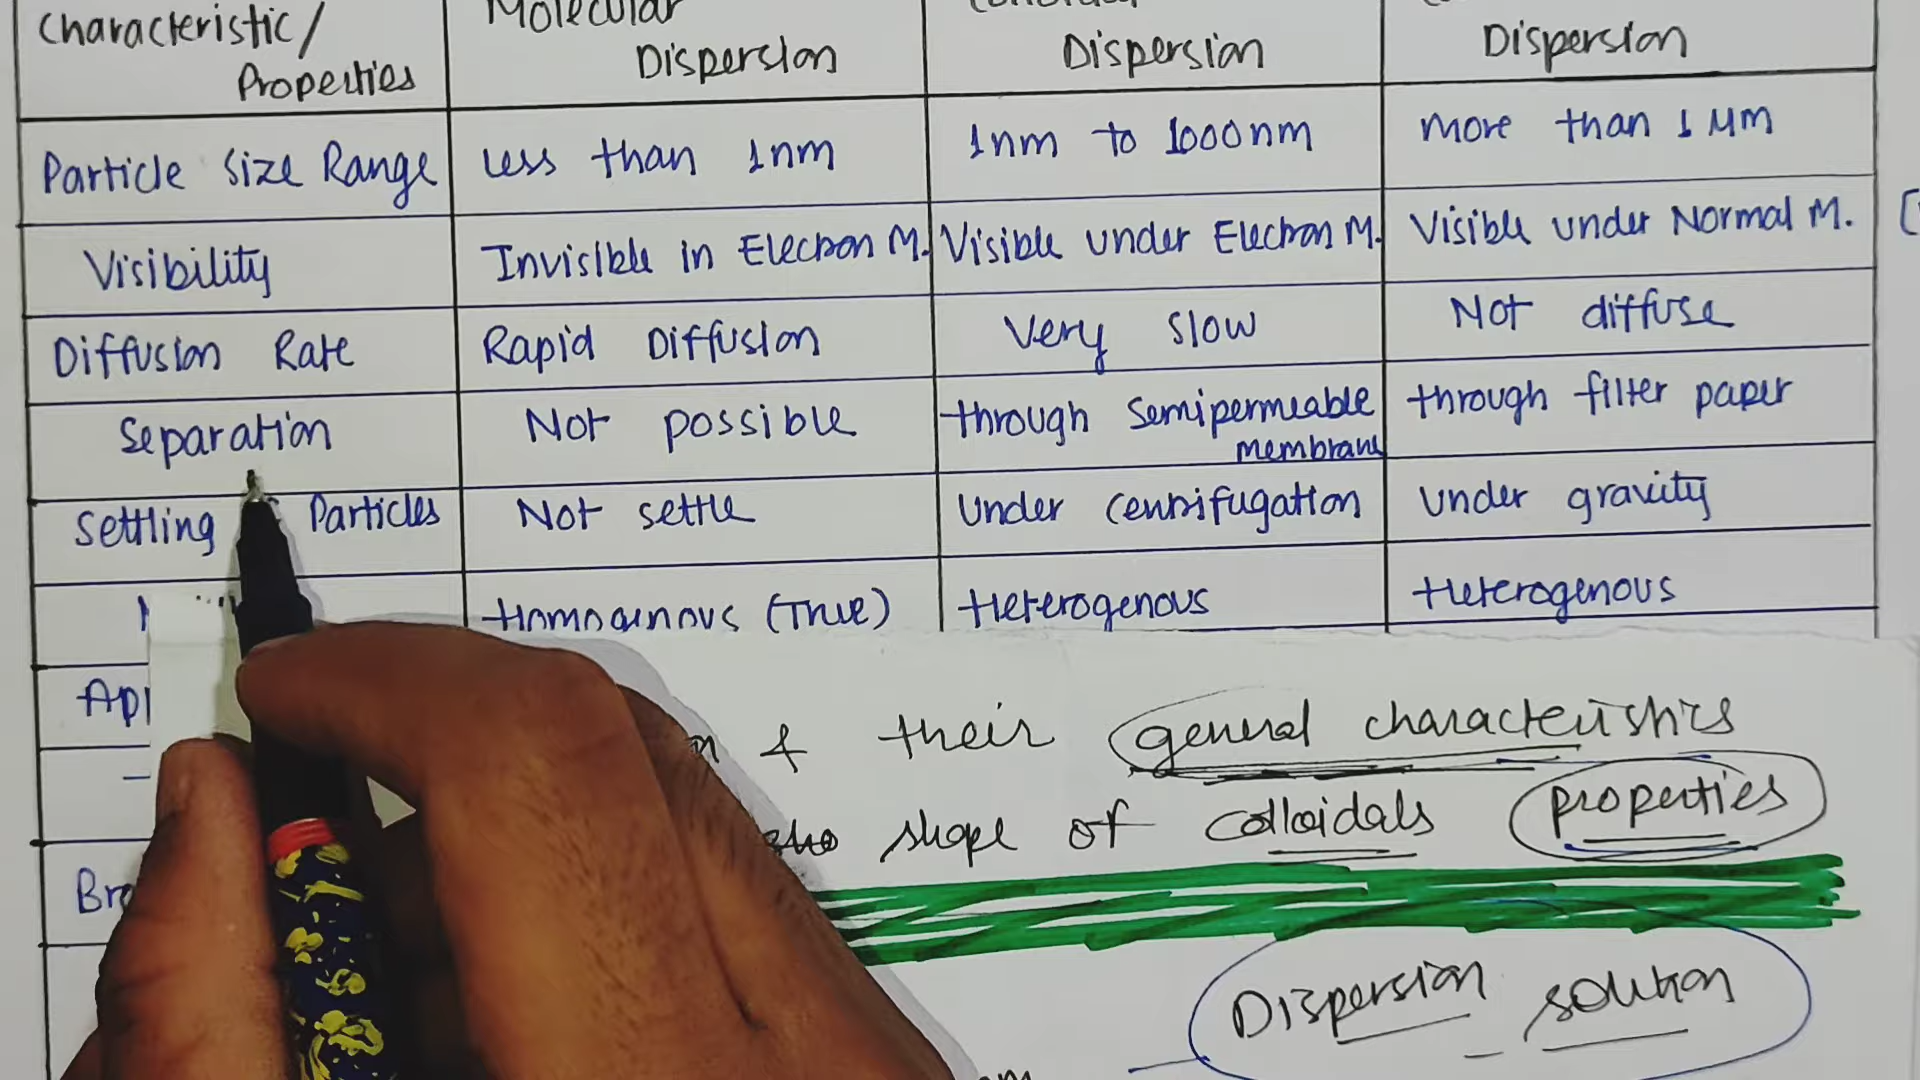 Characteristic/ Molecular
Properties Dispersion Dispersion Dispersion
Particle Size Range Less than 1nm 1nm to 1000nm more than 1 µm
Visibility Invisible in Electron M. Visible under Electron M. Visible under Normal M.
Diffusion Rate Rapid Diffusion Very slow Not diffuse
Separation Not possible through Semipermeable membrane through filter paper
Settling Particles Not settle Under Centrifugation Under gravity
(True) Heterogenous Heterogenous
& their general characteristics
shape of colloidals properties
Dispersion solution